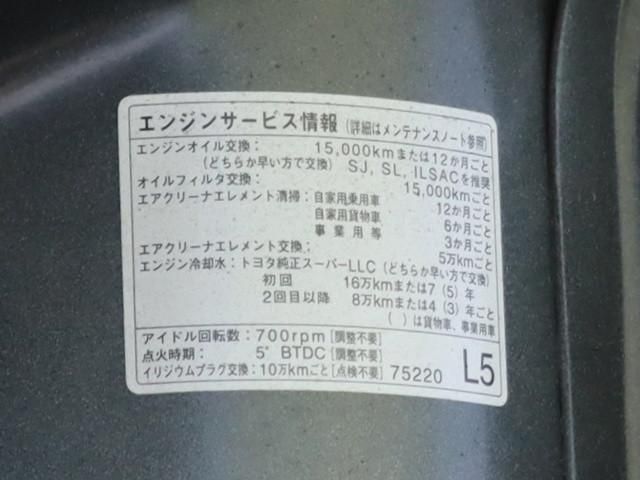 エンジンサービス情報 (詳細はメンテナンスノート参照)
エンジンオイル交換: 15,000kmまたは12か月ごと
(どちらか早い方で交換) SJ, SL, ILSACを推奨
オイルフィルタ交換: 15,000kmごと
エアクリーナエレメント清掃: 自家用乗用車 12か月ごと
自家用貨物車 6か月ごと
事業用等 3か月ごと
エアクリーナエレメント交換: 5万kmごと
エンジン冷却水: トヨタ純正スーパーLLC (どちらか早い方で交換)
初回 16万kmまたは7 (5) 年
2回目以降 8万kmまたは4 (3) 年ごと
( ) は貨物車、事業用車
アイドル回転数: 700rpm [調整不要]
点火時期: 5° BTDC [調整不要]
イリジウムプラグ交換: 10万kmごと [点検不要] 75220 L5